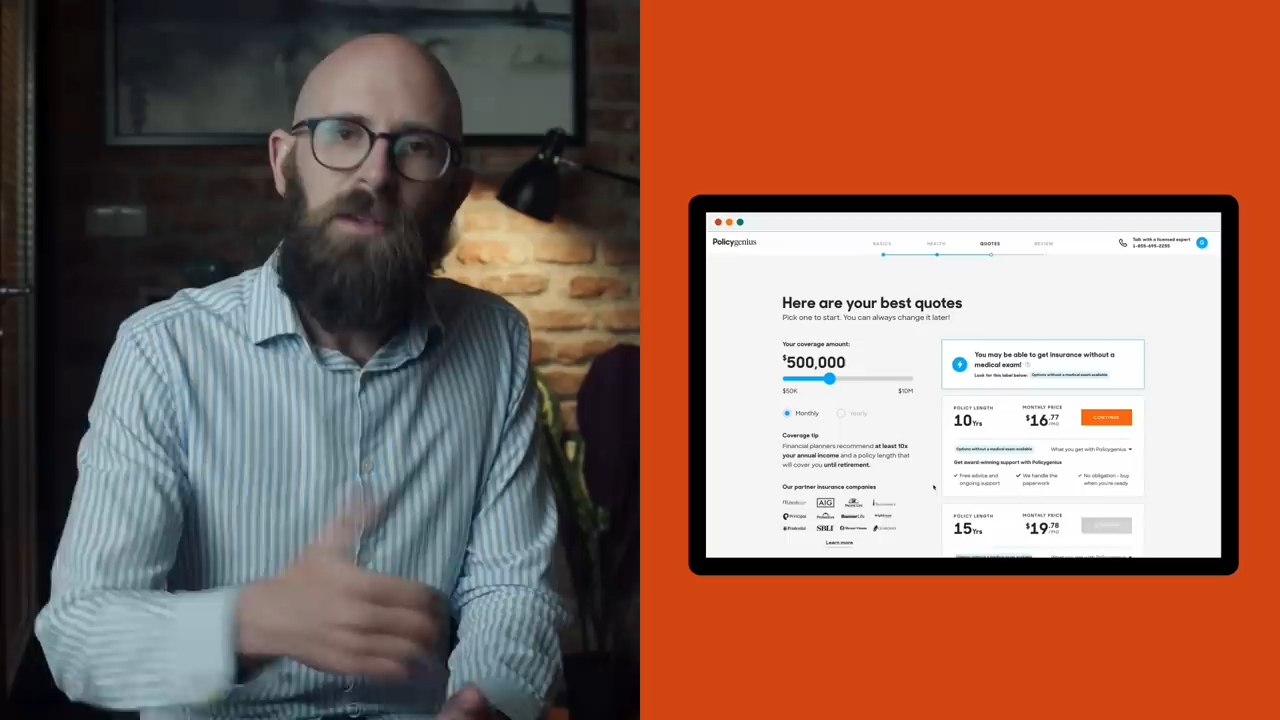 Policygenius
BASICS
HEALTH
QUOTES
REVIEW
Talk with a licensed expert
1-855-695-2255
Here are your best quotes
Pick one to start. You can always change it later!
Your coverage amount:
$500,000
$50K
$10M
Monthly
Yearly
Coverage tip
Financial planners recommend at least 10x
your annual income and a policy length that
will cover you until retirement.
Our partner insurance companies
AIG
Principal
Prudential
SBLI
Learn more
You may be able to get insurance without a
medical exam!
Look for this label below: Options without a medical exam available
POLICY LENGTH
10Yrs
MONTHLY PRICE
$16.77
/MO
CONTINUE
Options without a medical exam available
What you get with Policygenius
Get award-winning support with Policygenius
Free advice and
ongoing support
We handle the
paperwork
No obligation - buy
when you're ready
POLICY LENGTH
15Yrs
MONTHLY PRICE
$19.78
/MO